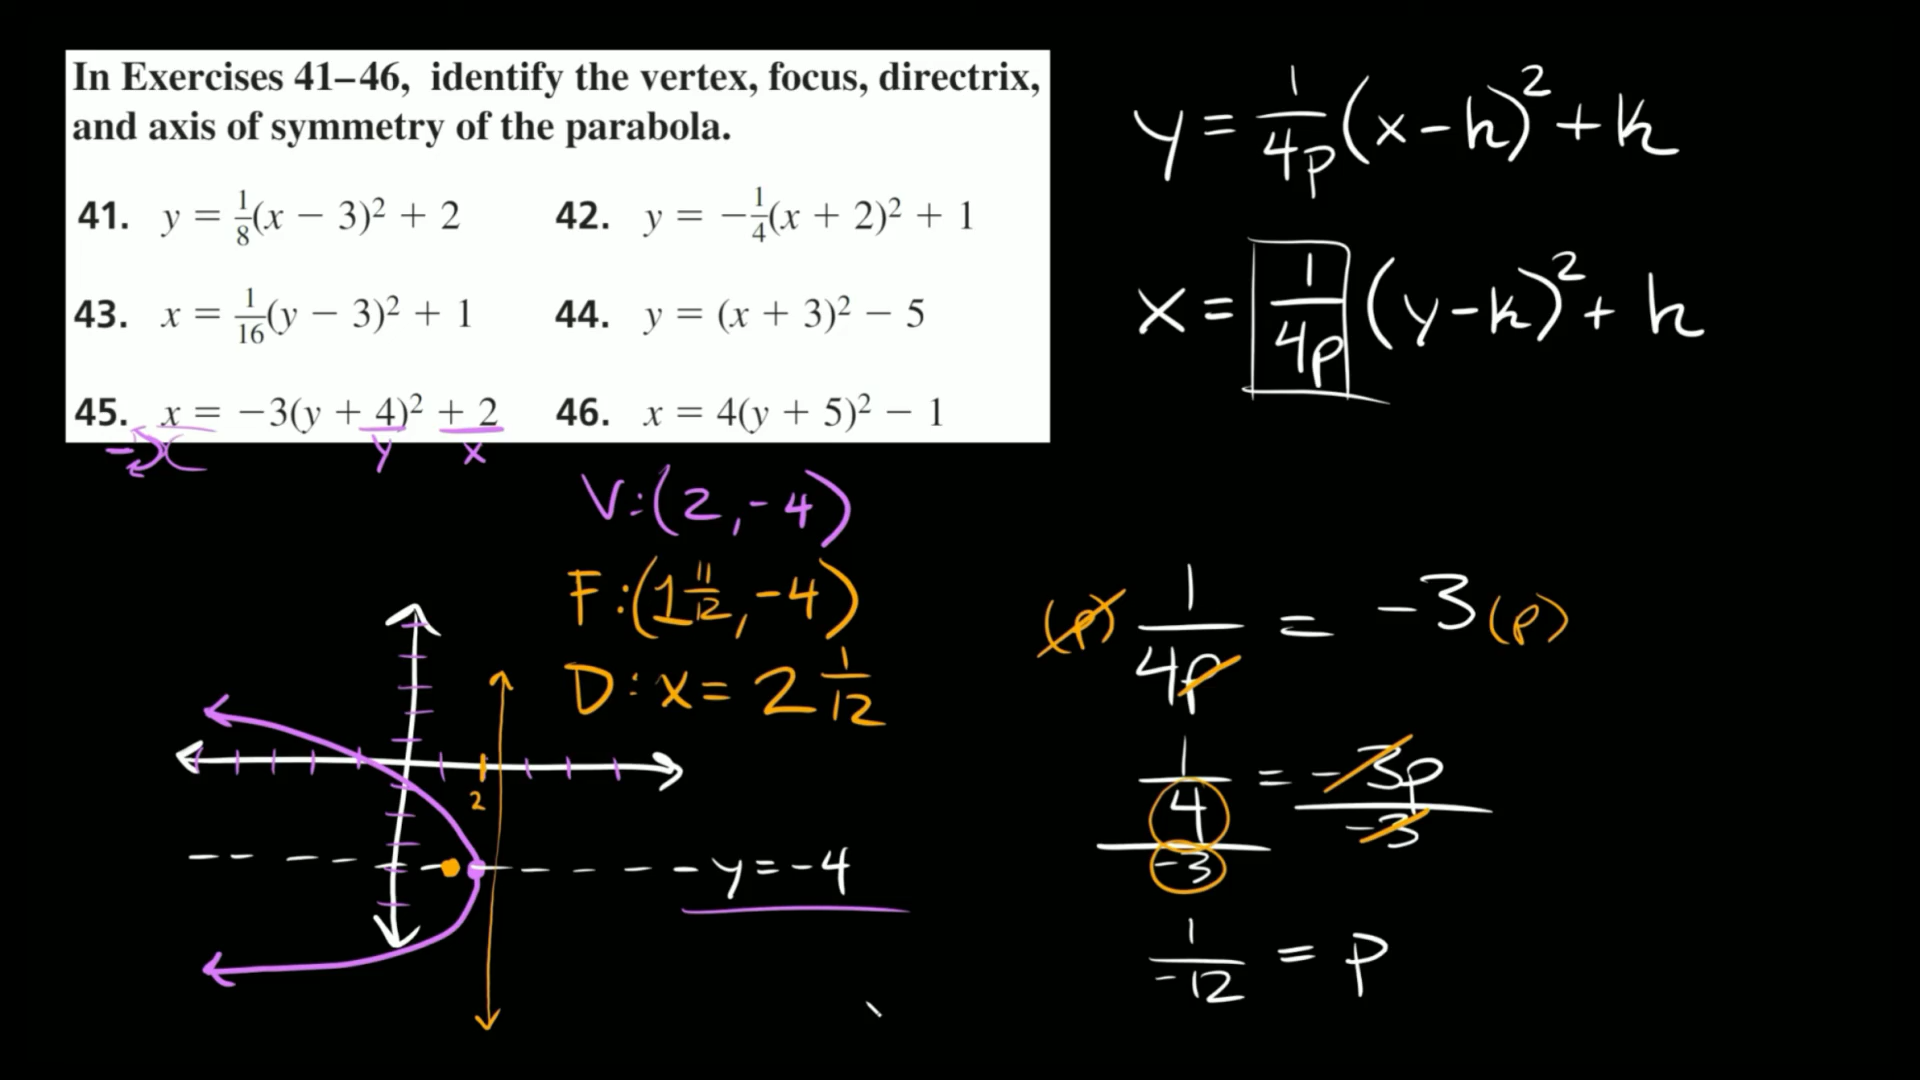 In Exercises 41–46, identify the vertex, focus, directrix,
and axis of symmetry of the parabola.
41. y = 1/8(x − 3)² + 2
42. y = −1/4(x + 2)² + 1
43. x = 1/16(y − 3)² + 1
44. y = (x + 3)² − 5
45. x = −3(y + 4)² + 2
46. x = 4(y + 5)² − 1
y = 1/4p (x − h)² + k
x = 1/4p (y − k)² + h
y
x
V: (2, −4)
F: (1 11/12, −4)
D: x = 2 1/12
2
y = −4
(p) 1/4p = −3(p)
1/4/−3 = −3p/−3
1/−12 = p